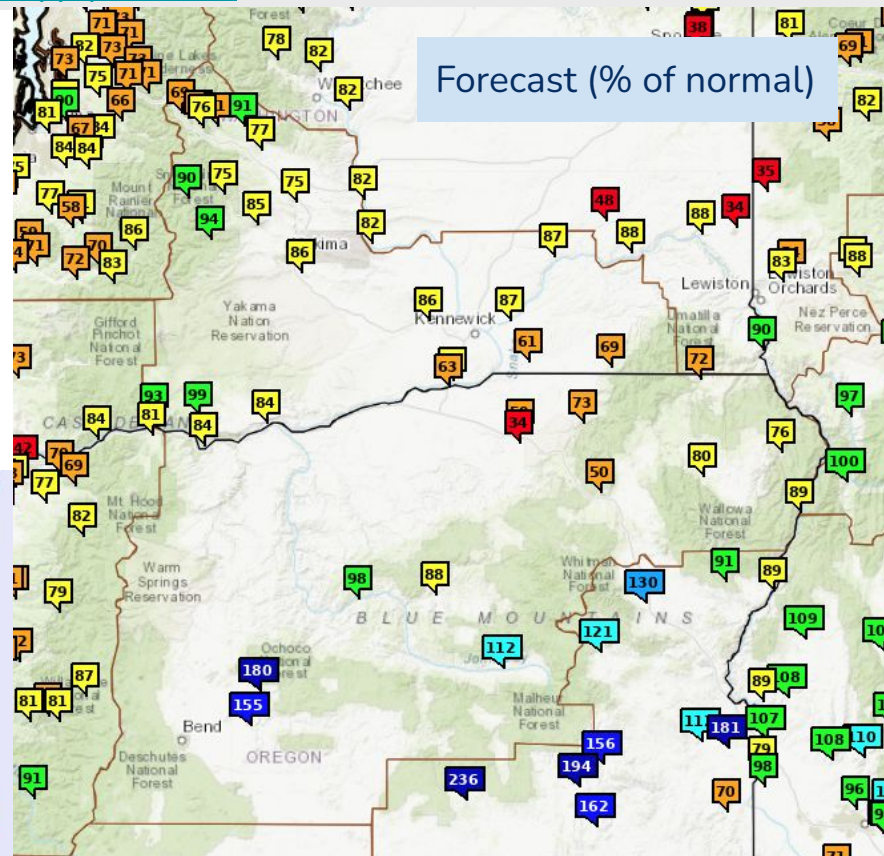 Forest
71
78
81
82
73
82
73
38
69
75
71
82
82
81
66
69
76
91
77
67
84
84
90
75
75
82
35
77
58
85
94
82
48
34
88
86
88
87
71
70
72
83
86
83
88
Lewiston
Orchards
Yakama
Nation
Reservation
86
87
Kennewick
Gifford
Pinchot
National
Forest
Umatilla
National
Forest
Nez Perce
Reservation
90
61
69
72
63
93
99
84
81
84
84
73
34
97
76
100
42
69
77
50
80
89
82
Mt Hood
National
Forest
Wallowa
National
Forest
Warm
Springs
Reservation
98
88
Whitman
National
Forest
130
91
89
79
BLUE MOUNTAINS
109
112
121
Ochoco
180
155
87
81
81
Malheur
National
Forest
89
107
181
Bend
OREGON
156
79
108
110
Deschutes
National
Forest
91
236
194
98
162
70
96
Forecast (% of normal)